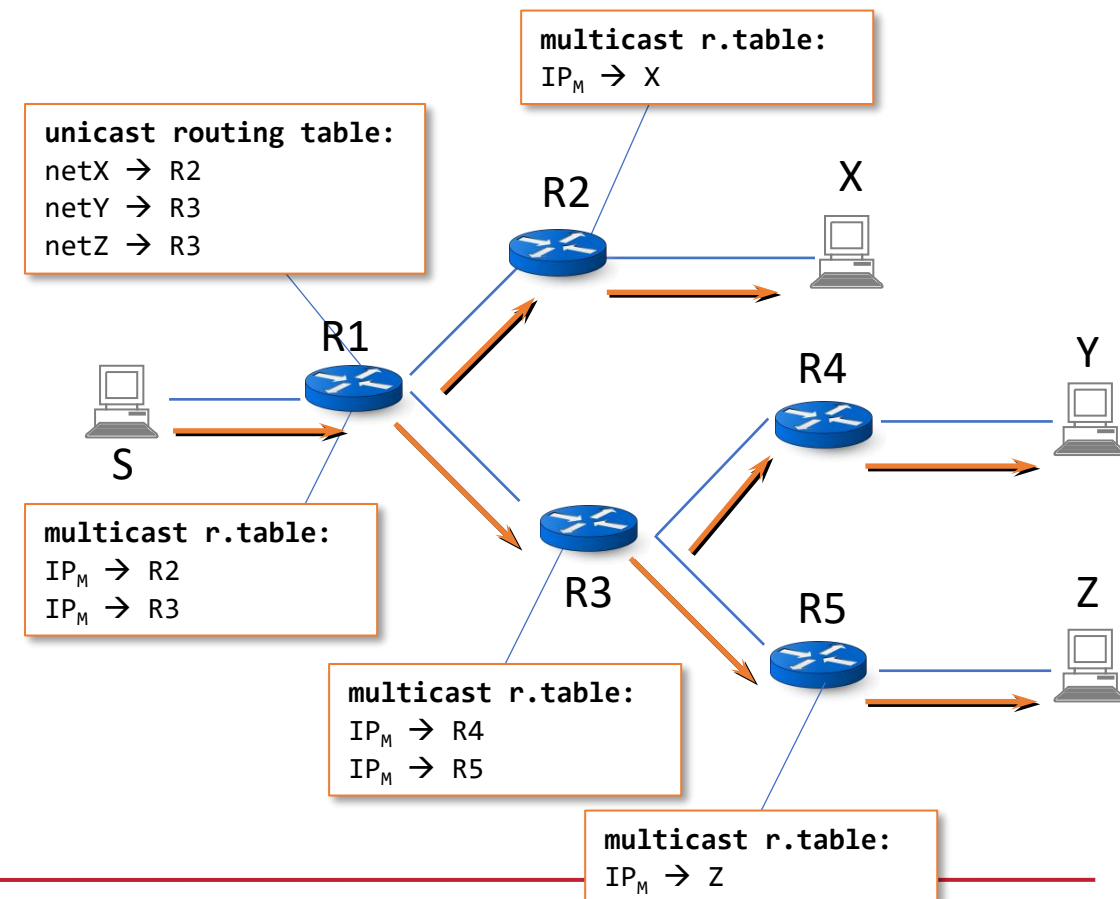 multicast r.table:
IPM → X
unicast routing table:
netX → R2
netY → R3
netZ → R3
R2
X
R1
R4
Y
S
multicast r.table:
IPM → R2
IPM → R3
R3
R5
Z
multicast r.table:
IPM → R4
IPM → R5
multicast r.table:
IPM → Z